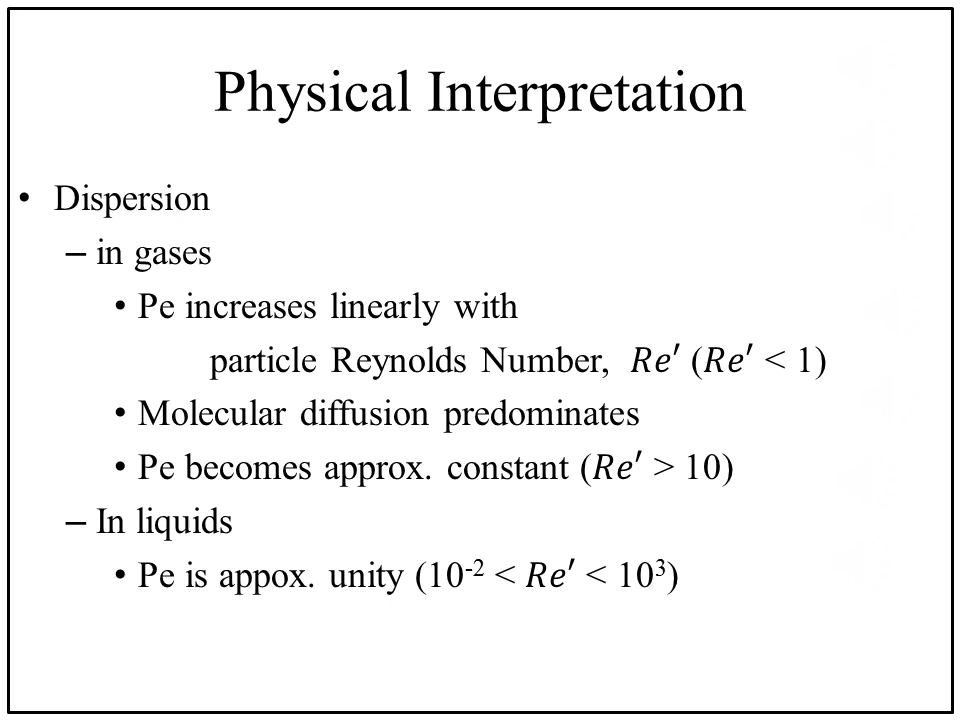 Physical Interpretation
• Dispersion
– in gases
• Pe increases linearly with
particle Reynolds Number, Re′ (Re′ < 1)
• Molecular diffusion predominates
• Pe becomes approx. constant (Re′ > 10)
– In liquids
• Pe is appox. unity (10⁻² < Re′ < 10³)